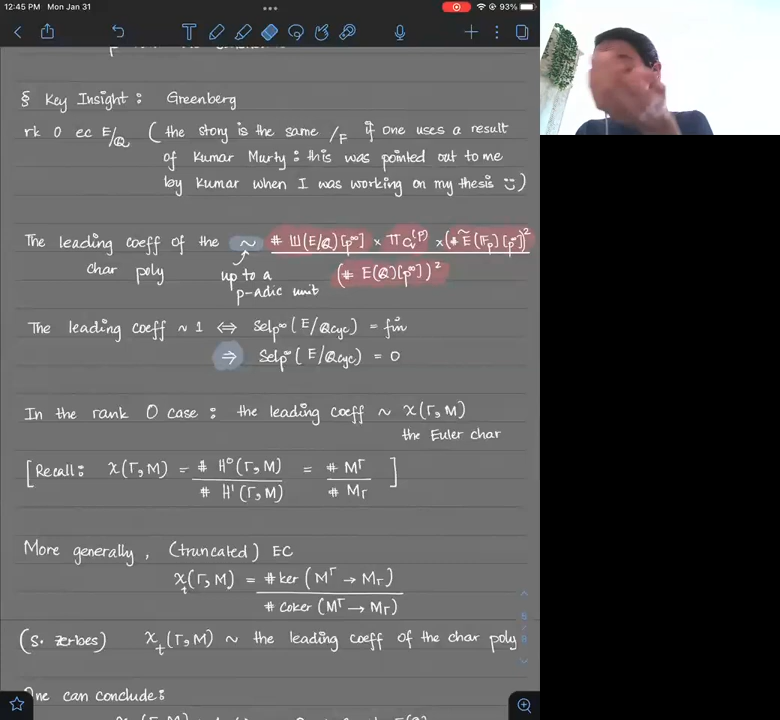 12:45 PM Mon Jan 31
93%
§ Key Insight : Greenberg
rk 0 ec E/Q ( the story is the same /F if one uses a result
of Kumar Murty : this was pointed out to me
by Kumar when I was working on my thesis )
The leading coeff of the ~ # Ш(E/Q)[p^∞] × Π c_v^(p) × (# Ẽ(F_p)[p^∞])^2
char poly (# E(Q)[p^∞])^2
up to a
p-adic unit
The leading coeff ~ 1 ⇔ Sel_p∞ (E/Q_cyc) = fin
⇒ Sel_p∞ (E/Q_cyc) = 0
In the rank 0 case : the leading coeff ~ χ(Γ, M)
the Euler char
[Recall: χ(Γ, M) = # H^0(Γ, M) / # H^1(Γ, M) = # M^Γ / # M_Γ ]
More generally, (truncated) EC
χ_t(Γ, M) = # ker ( M^Γ → M_Γ )
# coker ( M^Γ → M_Γ )
(S. Zerbes) χ_t(Γ, M) ~ the leading coeff of the char poly
One can conclude :